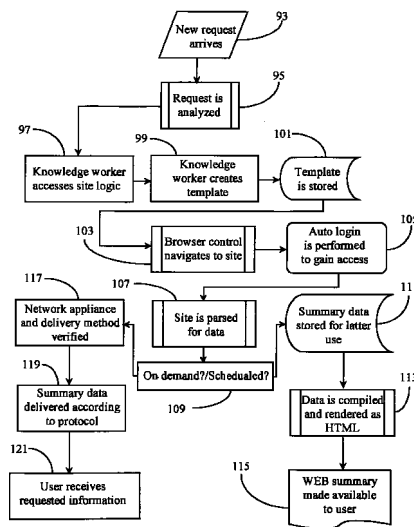 93
New request
arrives
95
Request is
analyzed
97
99
101
Knowledge worker
accesses site logic
Knowledge
worker creates
template
Template
is stored
103
Browser control
navigates to site
Auto login
is performed
to gain access
105
117
107
Network appliance
and delivery method
verified
Site is parsed
for data
Summary data
stored for latter
use
119
On demand?/Schedualed?
109
Summary data
delivered according
to protocol
Data is compiled
and rendered as
HTML
113
121
115
User receives
requested information
WEB summary
made available
to user